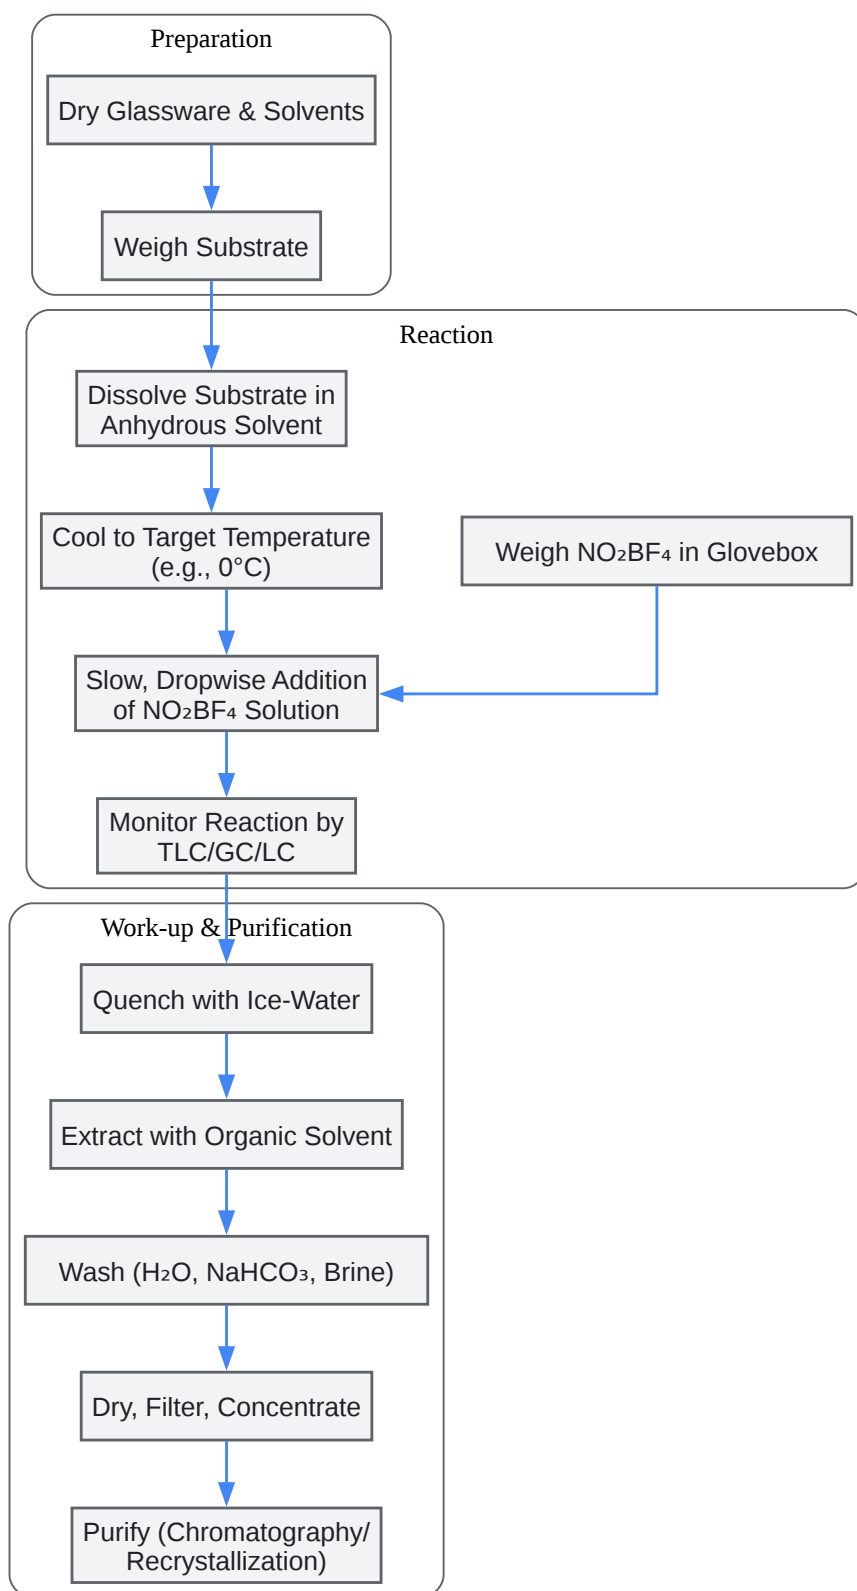 Preparation
Dry Glassware & Solvents
Weigh Substrate
Reaction
Dissolve Substrate in
Anhydrous Solvent
Cool to Target Temperature
(e.g., 0°C)
Weigh NO₂BF₄ in Glovebox
Slow, Dropwise Addition
of NO₂BF₄ Solution
Monitor Reaction by
TLC/GC/LC
Work-up & Purification
Quench with Ice-Water
Extract with Organic Solvent
Wash (H₂O, NaHCO₃, Brine)
Dry, Filter, Concentrate
Purify (Chromatography/
Recrystallization)